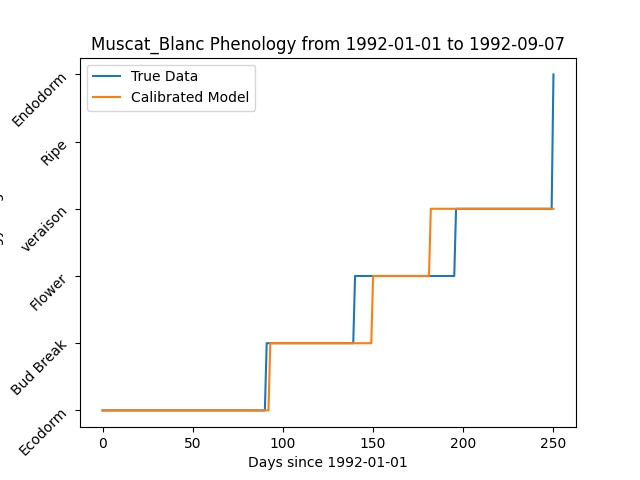 Muscat_Blanc Phenology from 1992-01-01 to 1992-09-07
True Data
Calibrated Model
Endodorm
Ripe
veraison
Flower
Bud Break
Ecodorm
0 50 100 150 200 250
Days since 1992-01-01